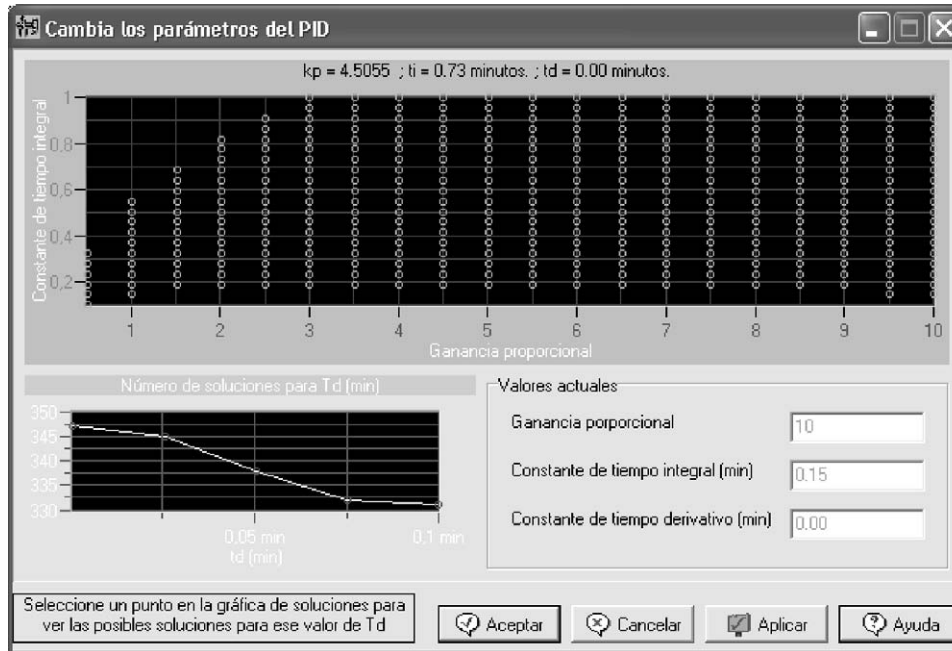 Cambia los parámetros del PID
kp = 4.5055 ; ti = 0.73 minutos. ; td = 0.00 minutos.
Constante de tiempo integral
1
0,8
0,6
0,4
0,2
1 2 3 4 5 6 7 8 9 10
Ganancia proporcional
Número de soluciones para Td (min)
350
345
340
335
330
0,05 min 0,1 min
td (min)
Valores actuales
Ganancia porporcional 10
Constante de tiempo integral (min) 0.15
Constante de tiempo derivativo (min) 0.00
Seleccione un punto en la gráfica de soluciones para
ver las posibles soluciones para ese valor de Td
Aceptar Cancelar Aplicar Ayuda